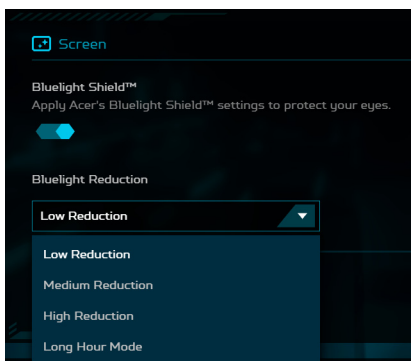 Screen
Bluelight Shield™
Apply Acer's Bluelight Shield™ settings to protect your eyes.
Bluelight Reduction
Low Reduction
Low Reduction
Medium Reduction
High Reduction
Long Hour Mode